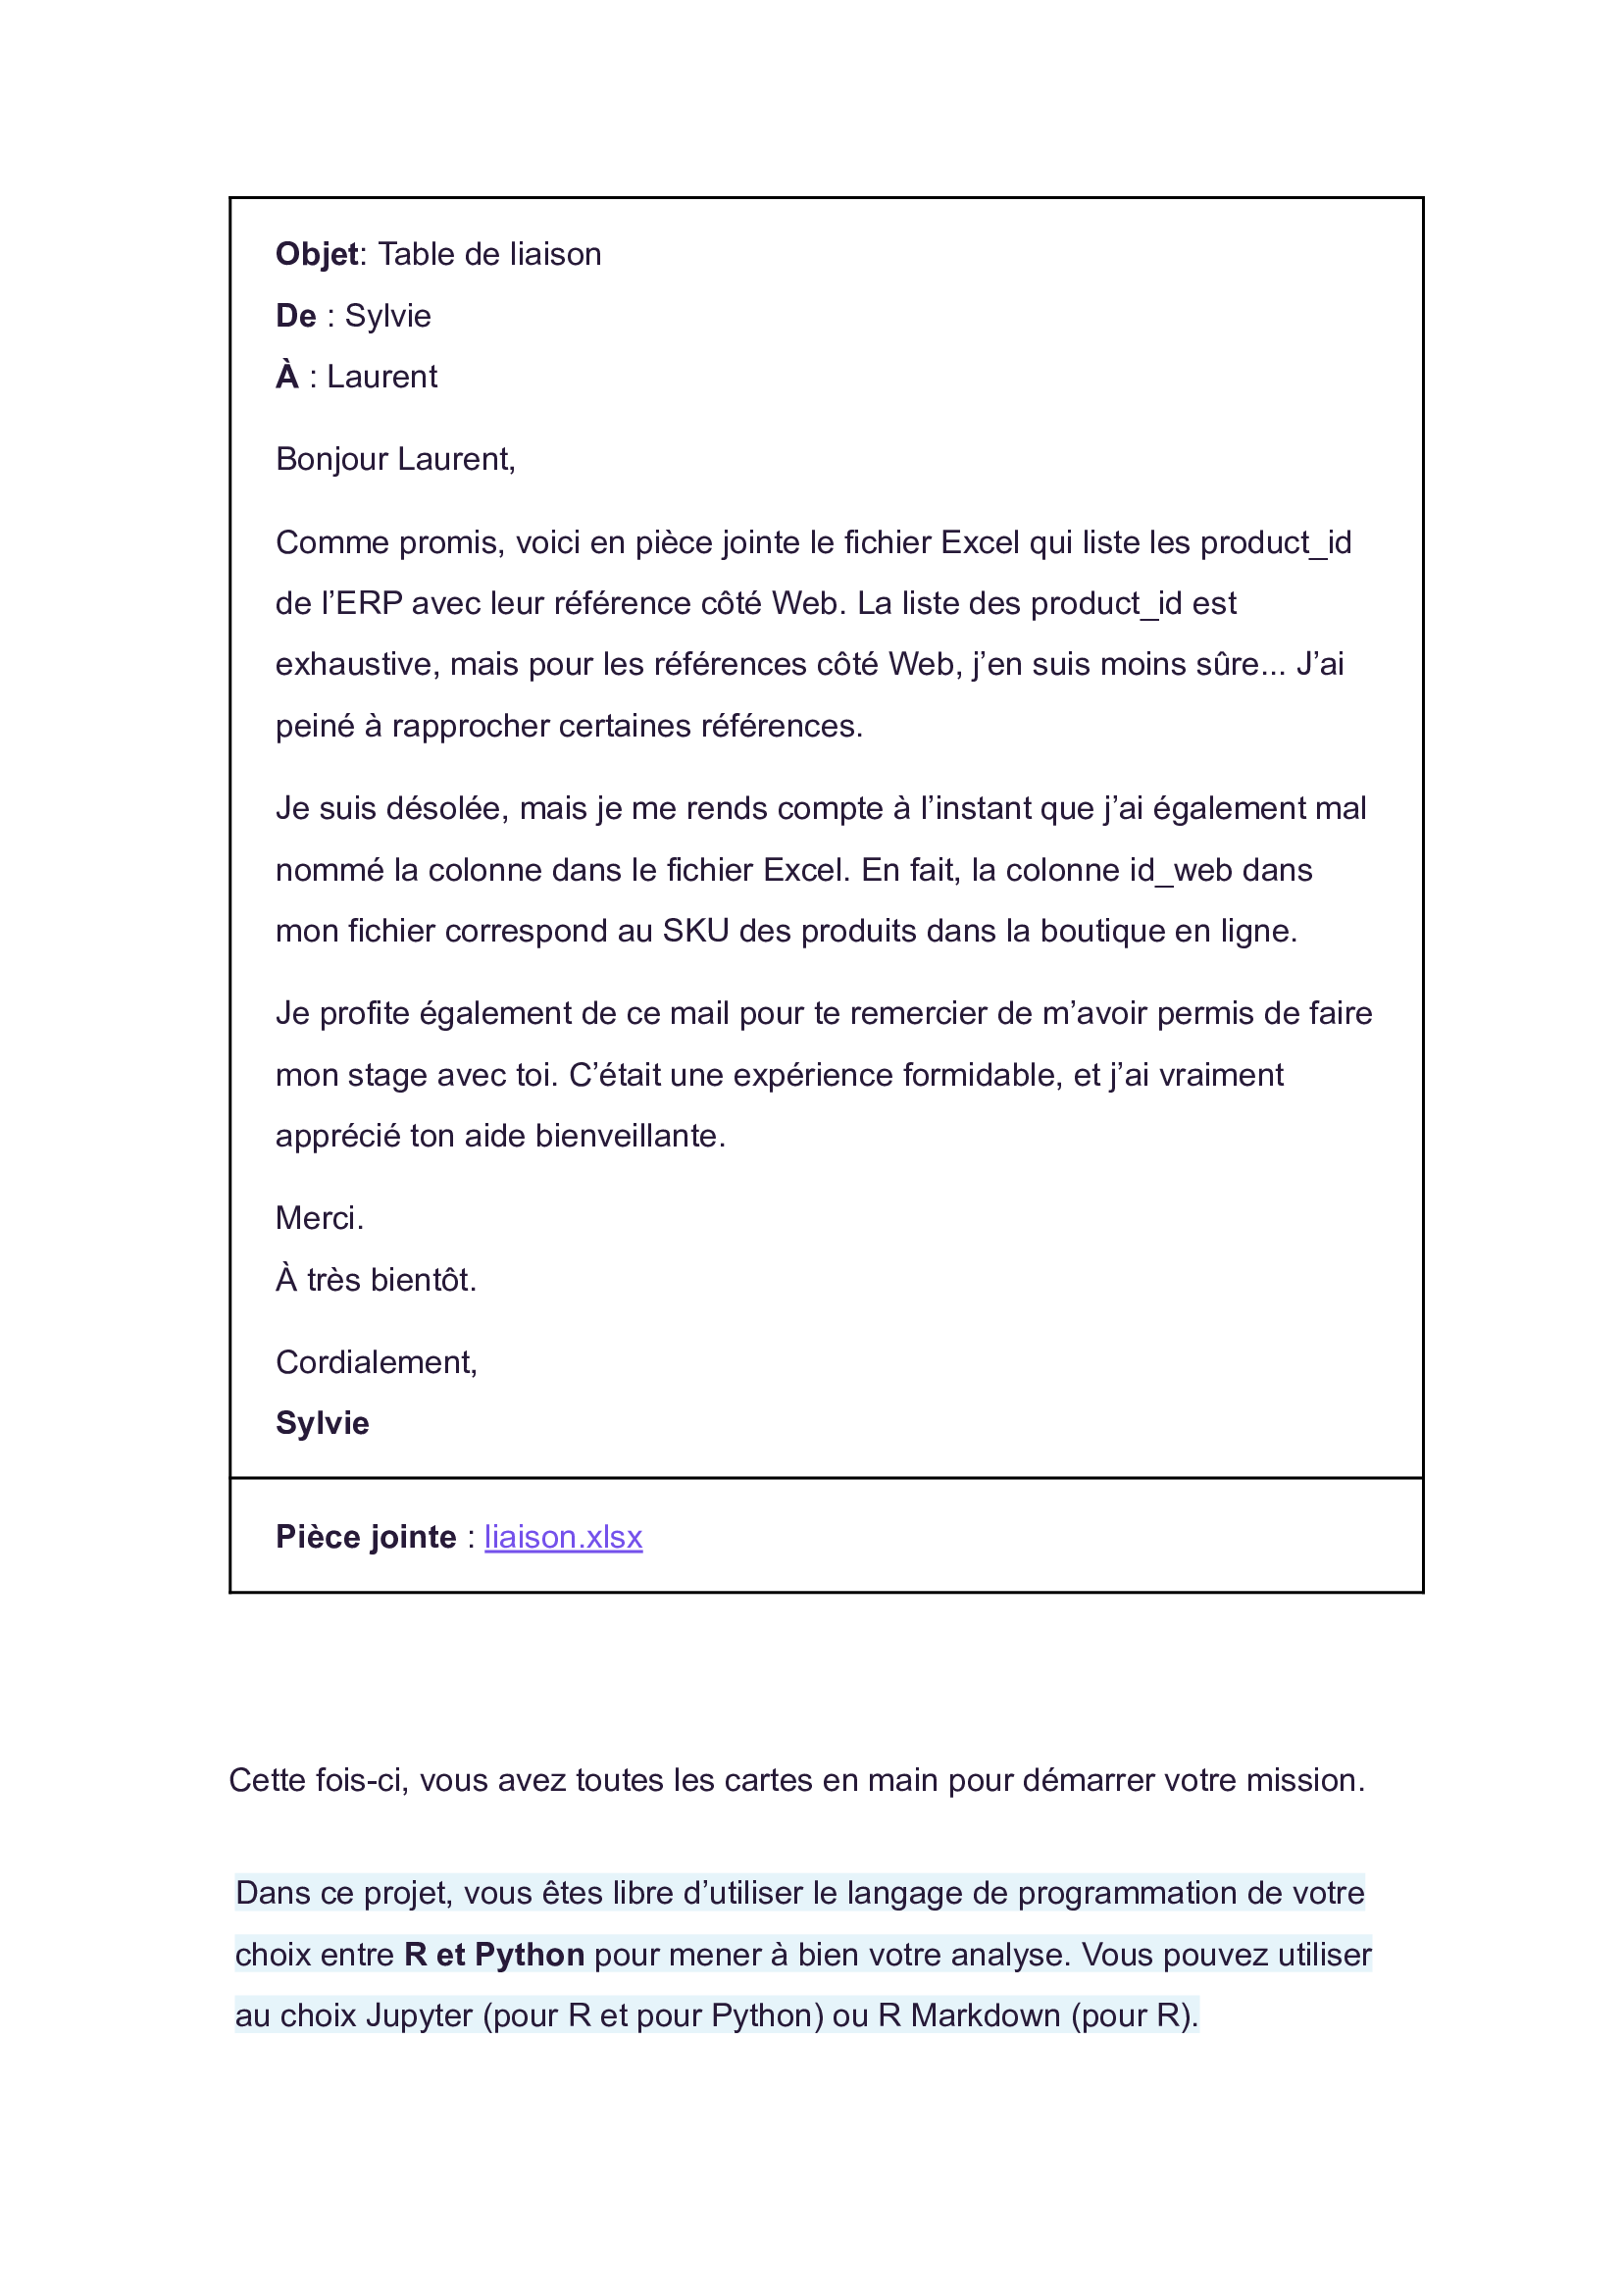 Objet: Table de liaison
De : Sylvie
À : Laurent
Bonjour Laurent,
Comme promis, voici en pièce jointe le fichier Excel qui liste les product_id
de l’ERP avec leur référence côté Web. La liste des product_id est
exhaustive, mais pour les références côté Web, j’en suis moins sûre... J’ai
peiné à rapprocher certaines références.
Je suis désolée, mais je me rends compte à l’instant que j’ai également mal
nommé la colonne dans le fichier Excel. En fait, la colonne id_web dans
mon fichier correspond au SKU des produits dans la boutique en ligne.
Je profite également de ce mail pour te remercier de m’avoir permis de faire
mon stage avec toi. C’était une expérience formidable, et j’ai vraiment
apprécié ton aide bienveillante.
Merci.
À très bientôt.
Cordialement,
Sylvie
Pièce jointe : liaison.xlsx
Cette fois-ci, vous avez toutes les cartes en main pour démarrer votre mission.
Dans ce projet, vous êtes libre d’utiliser le langage de programmation de votre
choix entre R et Python pour mener à bien votre analyse. Vous pouvez utiliser
au choix Jupyter (pour R et pour Python) ou R Markdown (pour R).